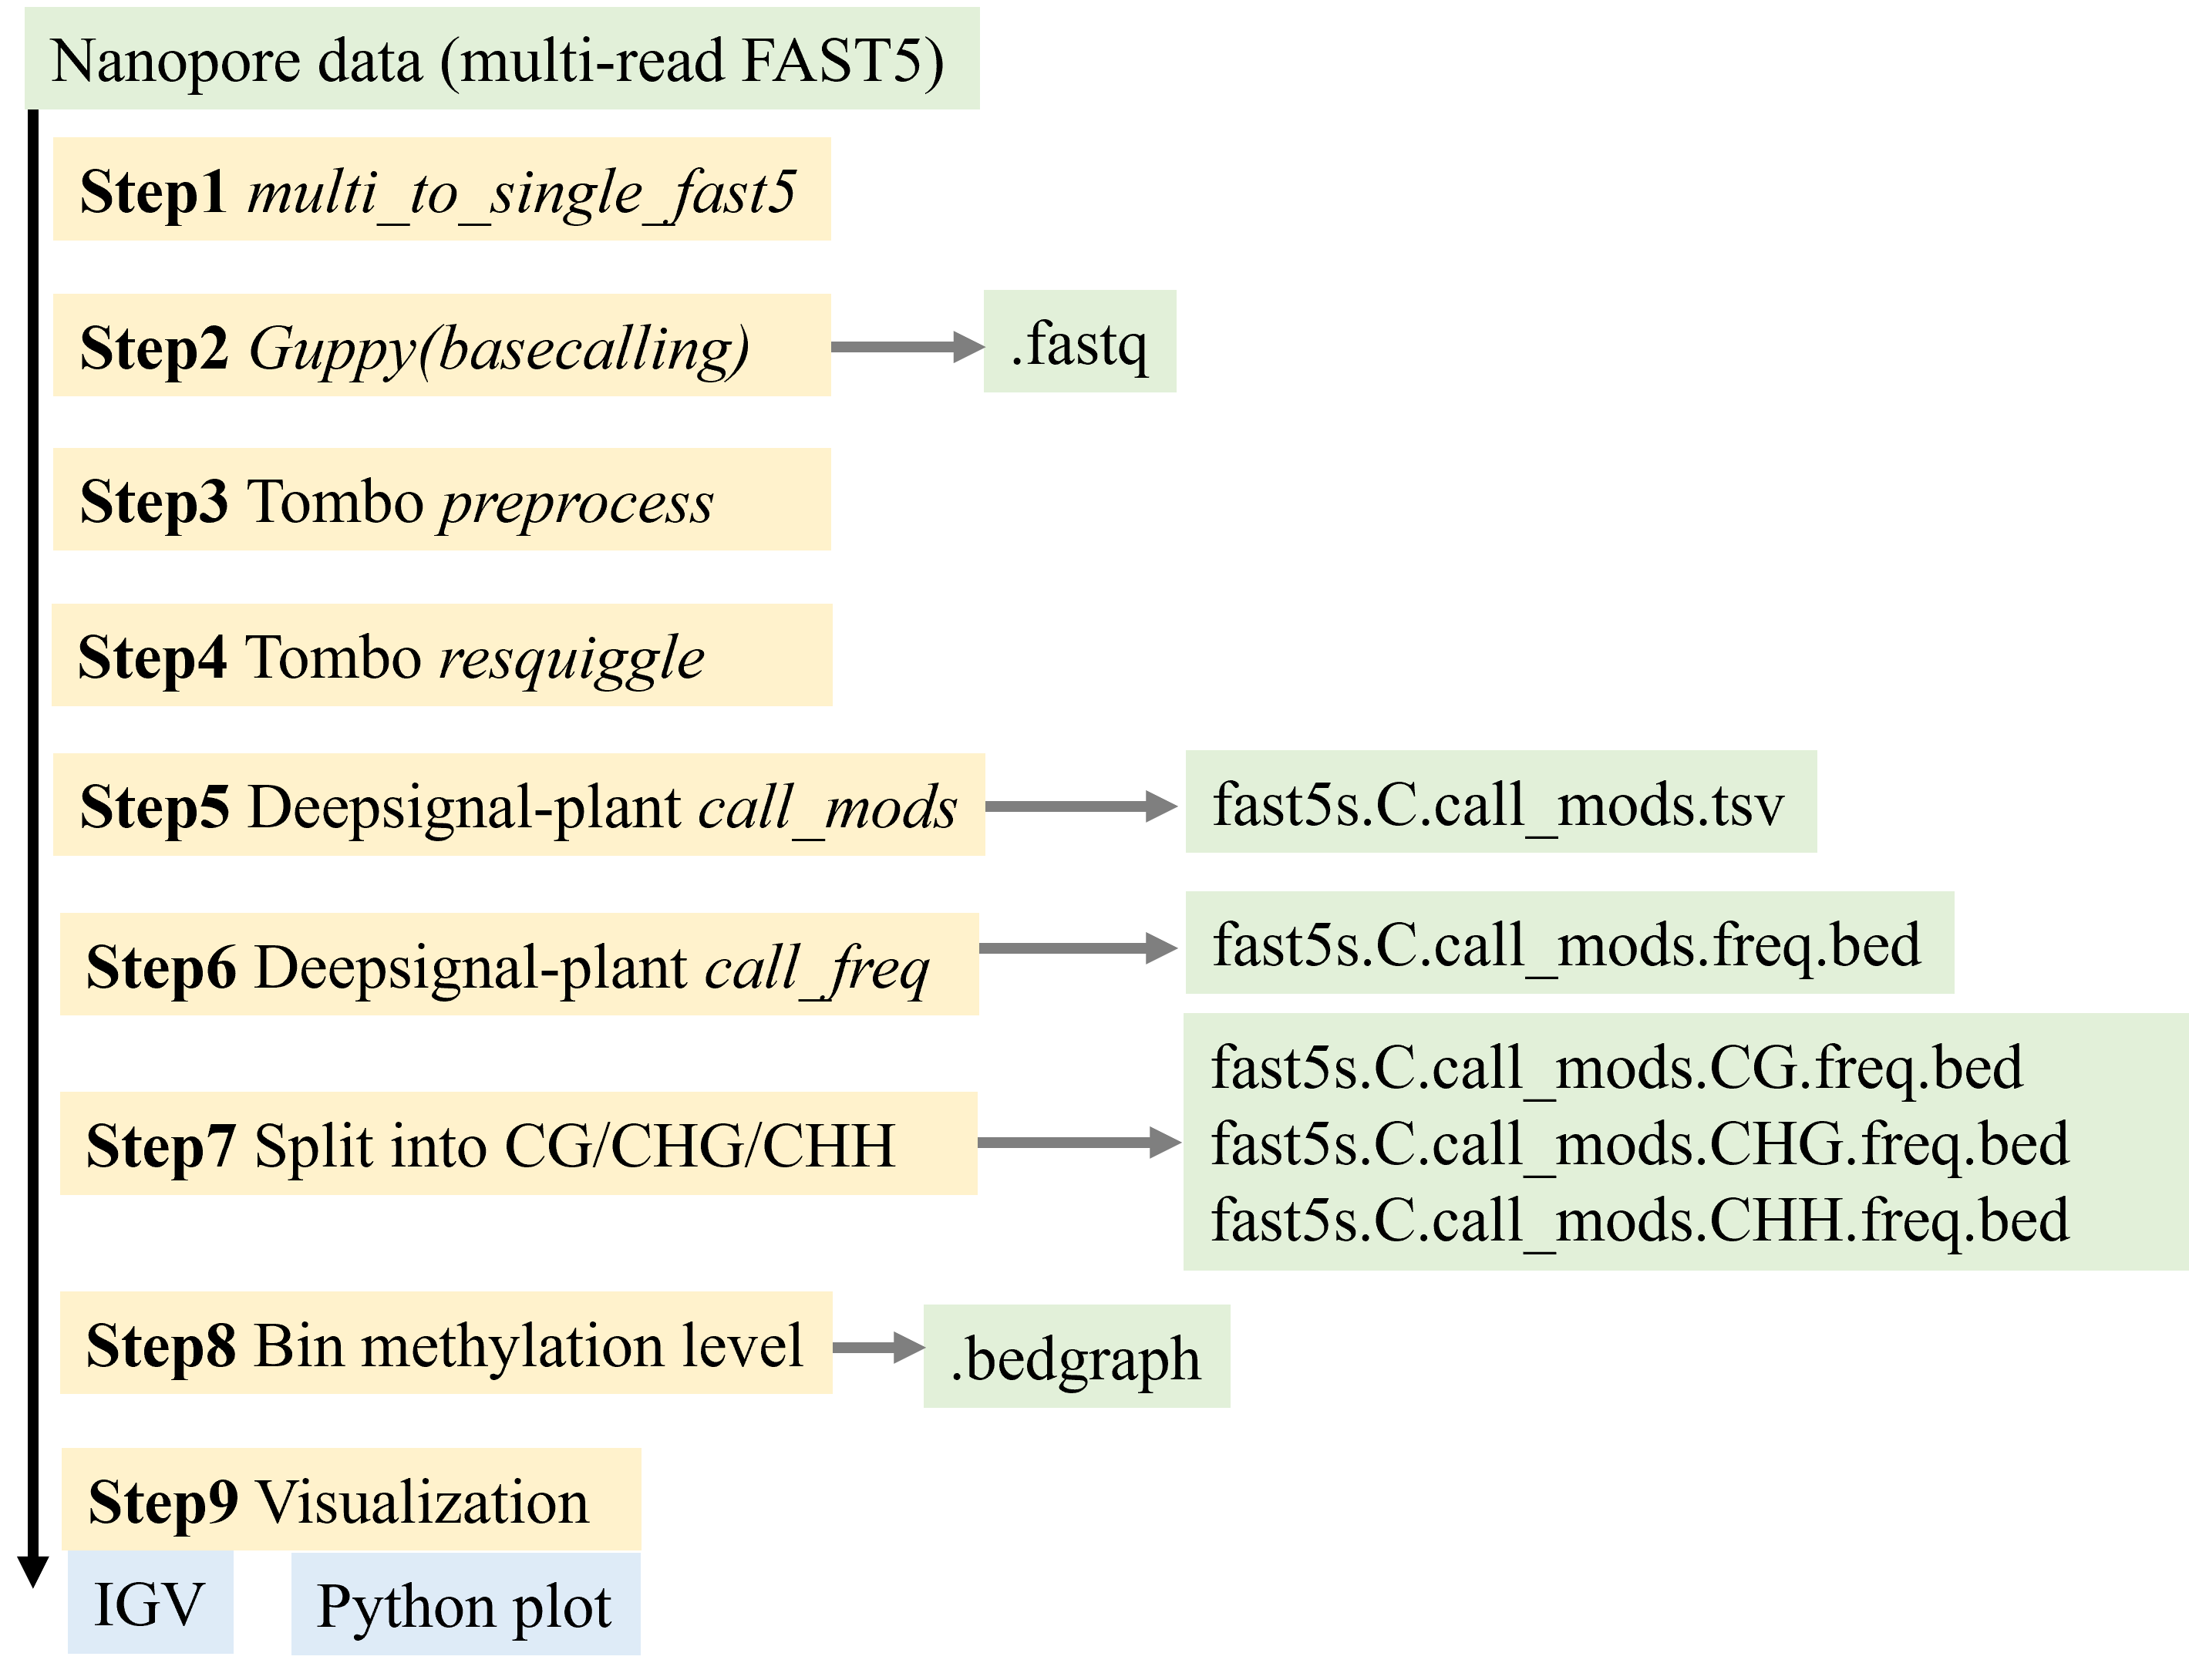 Nanopore data (multi-read FAST5)
Step1 multi_to_single_fast5
Step2 Guppy(basecalling)
.fastq
Step3 Tombo preprocess
Step4 Tombo resquiggle
Step5 Deepsignal-plant call_mods
fast5s.C.call_mods.tsv
Step6 Deepsignal-plant call_freq
fast5s.C.call_mods.freq.bed
Step7 Split into CG/CHG/CHH
fast5s.C.call_mods.CG.freq.bed
fast5s.C.call_mods.CHG.freq.bed
fast5s.C.call_mods.CHH.freq.bed
Step8 Bin methylation level
.bedgraph
Step9 Visualization
IGV
Python plot